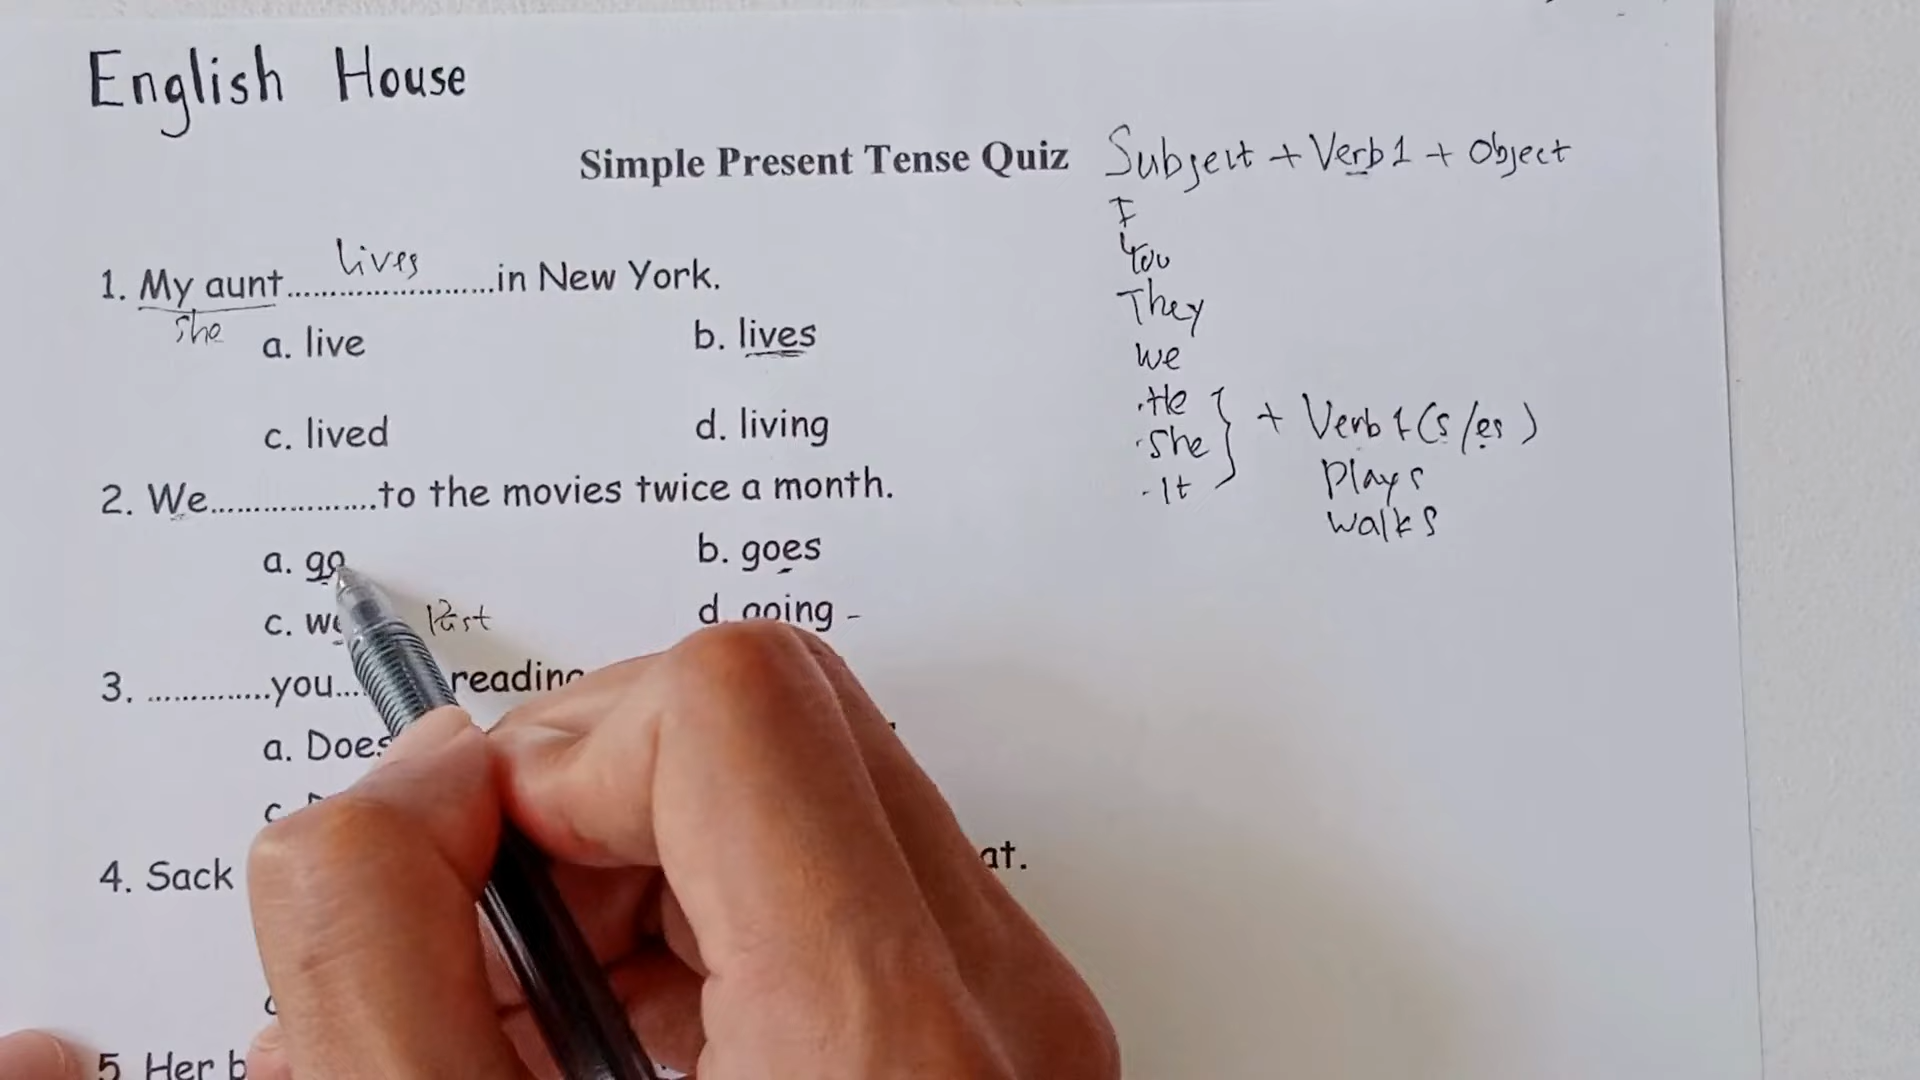 English House
Simple Present Tense Quiz
Subject + Verb 1 + Object
I
You
They
We
.He
.She
- It
+ Verb 1 (s/es)
Plays
Walks
lives
1. My aunt........................in New York.
She
a. live b. lives
c. lived d. living
2. We...................to the movies twice a month.
a. go b. goes
c. Past d. going -
3. ..............you.... reading
a. Does
c.
4. Sack at.
5 Her